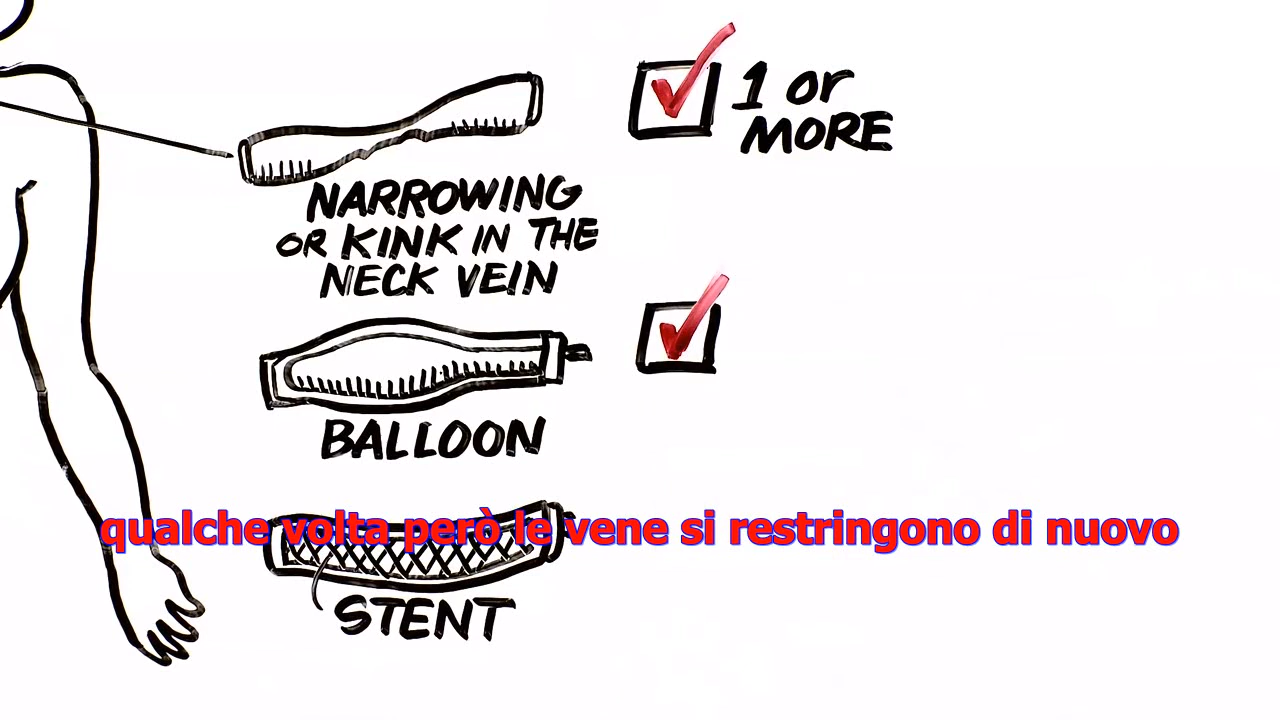 1 or
MORE
NARROWING
OR KINK IN THE
NECK VEIN
BALLOON
qualche volta però le vene si restringono di nuovo
STENT